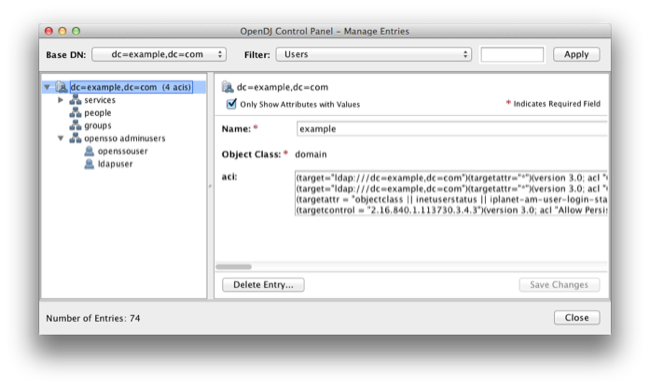 OpenDJ Control Panel – Manage Entries
Base DN: dc=example,dc=com Filter: Users Apply
dc=example,dc=com (4 acis)
services
people
groups
opensso adminusers
openssouser
ldapuser
dc=example,dc=com
Only Show Attributes with Values * Indicates Required Field
Name: * example
Object Class: * domain
aci:
(target="ldap:///dc=example,dc=com")(targetattr="*")(version 3.0; acl "
(target="ldap:///dc=example,dc=com")(targetattr="*")(version 3.0; acl "
(targetattr = "objectclass || inetuserstatus || iplanet-am-user-login-sta
(targetcontrol = "2.16.840.1.113730.3.4.3")(version 3.0; acl "Allow Persis
Delete Entry... Save Changes
Number of Entries: 74 Close